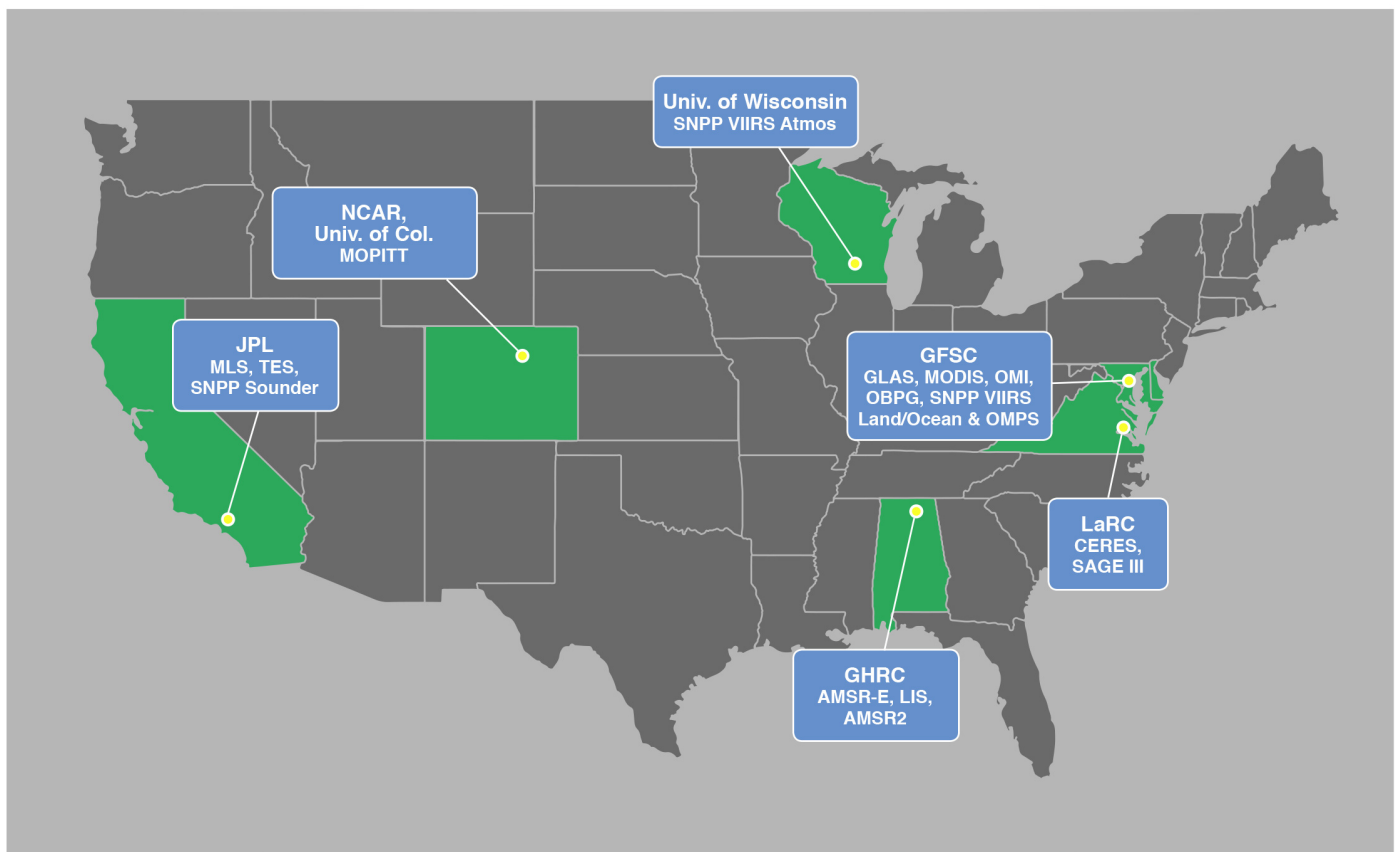 Univ. of Wisconsin
SNPP VIIRS Atmos
NCAR,
Univ. of Col.
MOPITT
JPL
MLS, TES,
SNPP Sounder
GFSC
GLAS, MODIS, OMI,
OBPG, SNPP VIIRS
Land/Ocean & OMPS
LaRC
CERES,
SAGE III
GHRC
AMSR-E, LIS,
AMSR2